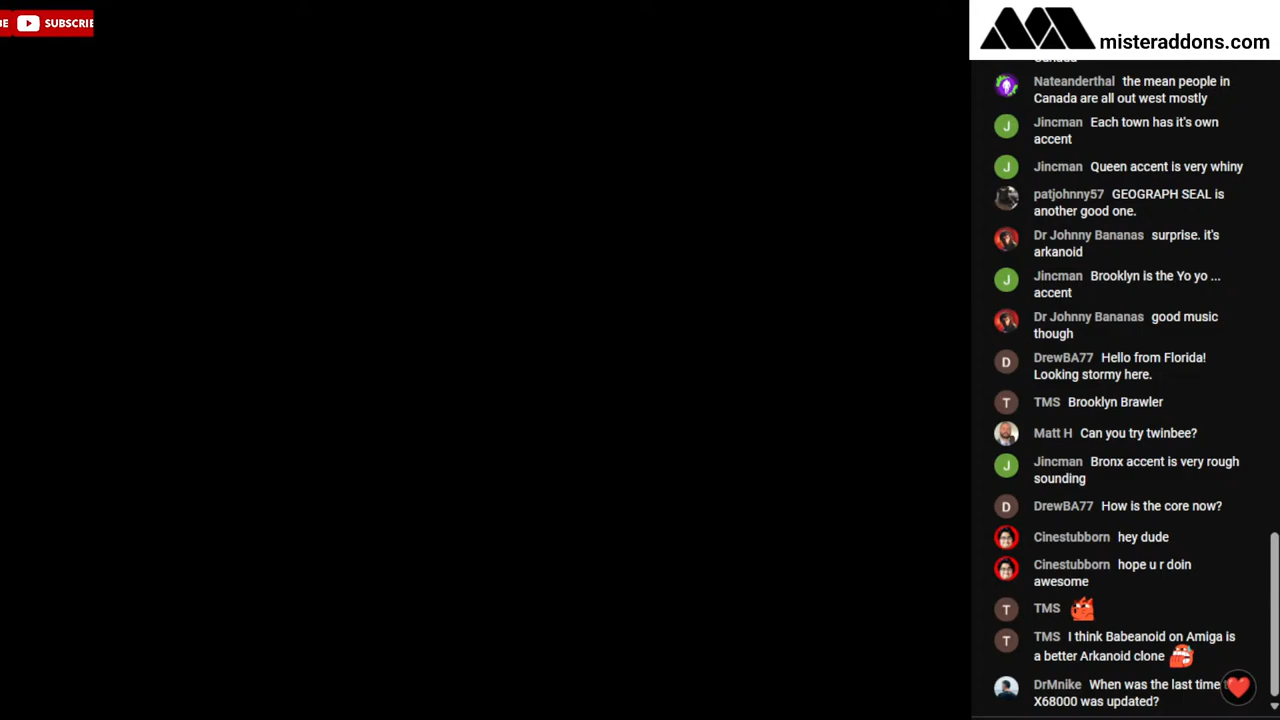 SUBSCRIBE
misteraddons.com
Canada
Nateanderthal the mean people in
Canada are all out west mostly
J Jincman Each town has it's own
accent
J Jincman Queen accent is very whiny
patjohnny57 GEOGRAPH SEAL is
another good one.
Dr Johnny Bananas surprise. it's
arkanoid
J Jincman Brooklyn is the Yo yo ...
accent
Dr Johnny Bananas good music
though
D DrewBA77 Hello from Florida!
Looking stormy here.
T TMS Brooklyn Brawler
Matt H Can you try twinbee?
J Jincman Bronx accent is very rough
sounding
D DrewBA77 How is the core now?
Cinestubborn hey dude
Cinestubborn hope u r doin
awesome
T TMS
T TMS I think Babeanoid on Amiga is
a better Arkanoid clone
DrMnike When was the last time
X68000 was updated?